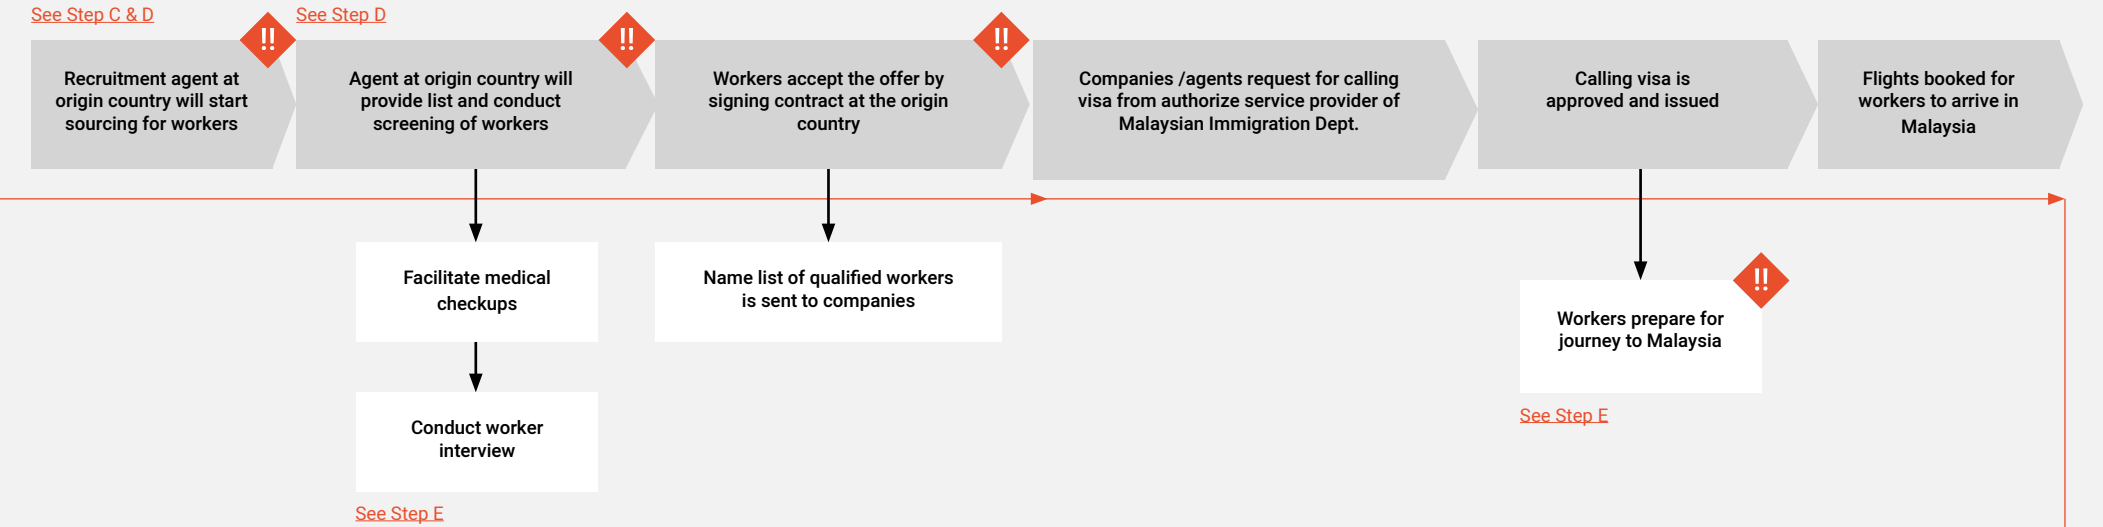 See Step C & D
See Step D
!!
!!
!!
Recruitment agent at
origin country will start
sourcing for workers
Agent at origin country will
provide list and conduct
screening of workers
Workers accept the offer by
signing contract at the origin
country
Companies /agents request for calling
visa from authorize service provider of
Malaysian Immigration Dept.
Calling visa is
approved and issued
Flights booked for
workers to arrive in
Malaysia
Facilitate medical
checkups
Conduct worker
interview
See Step E
Name list of qualified workers
is sent to companies
!!
Workers prepare for
journey to Malaysia
See Step E